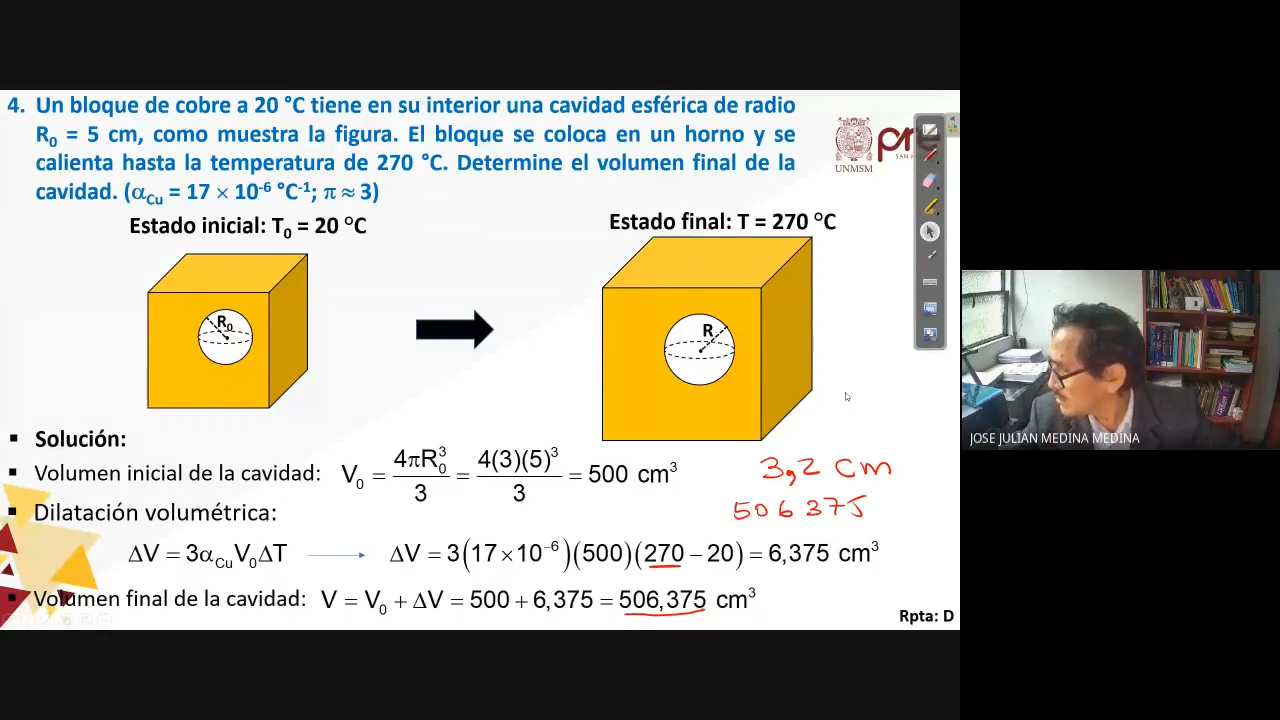 4. Un bloque de cobre a 20 °C tiene en su interior una cavidad esférica de radio
R₀ = 5 cm, como muestra la figura. El bloque se coloca en un horno y se
calienta hasta la temperatura de 270 °C. Determine el volumen final de la
cavidad. (α_Cu = 17 × 10⁻⁶ °C⁻¹; π ≈ 3)
UNMSM
pre
Estado inicial: T₀ = 20 °C
Estado final: T = 270 °C
R₀
R
▪ Solución:
▪ Volumen inicial de la cavidad: V₀ = 4πR₀³/3 = 4(3)(5)³/3 = 500 cm³
3,2 cm
506375
▪ Dilatación volumétrica:
ΔV = 3α_Cu V₀ΔT → ΔV = 3(17×10⁻⁶)(500)(270 − 20) = 6,375 cm³
▪ Volumen final de la cavidad: V = V₀ + ΔV = 500 + 6,375 = 506,375 cm³
Rpta: D
JOSE JULIAN MEDINA MEDINA